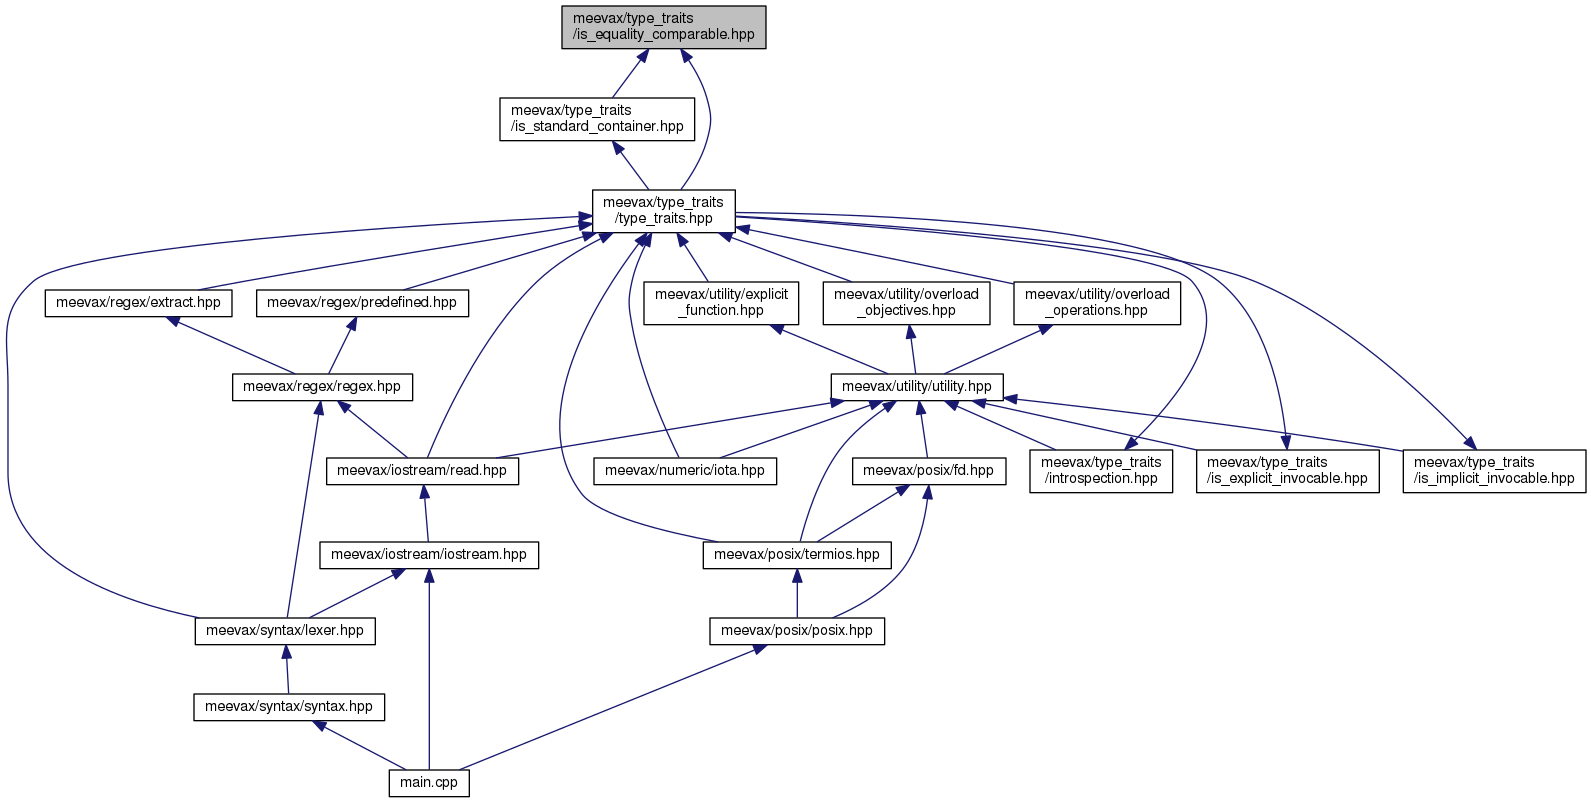 meevax/type_traits
/is_equality_comparable.hpp
meevax/type_traits
/is_standard_container.hpp
meevax/type_traits
/type_traits.hpp
meevax/regex/extract.hpp
meevax/regex/predefined.hpp
meevax/utility/explicit
_function.hpp
meevax/utility/overload
_objectives.hpp
meevax/utility/overload
_operations.hpp
meevax/regex/regex.hpp
meevax/utility/utility.hpp
meevax/iostream/read.hpp
meevax/numeric/iota.hpp
meevax/posix/fd.hpp
meevax/type_traits
/introspection.hpp
meevax/type_traits
/is_explicit_invocable.hpp
meevax/type_traits
/is_implicit_invocable.hpp
meevax/iostream/iostream.hpp
meevax/posix/termios.hpp
meevax/syntax/lexer.hpp
meevax/posix/posix.hpp
meevax/syntax/syntax.hpp
main.cpp